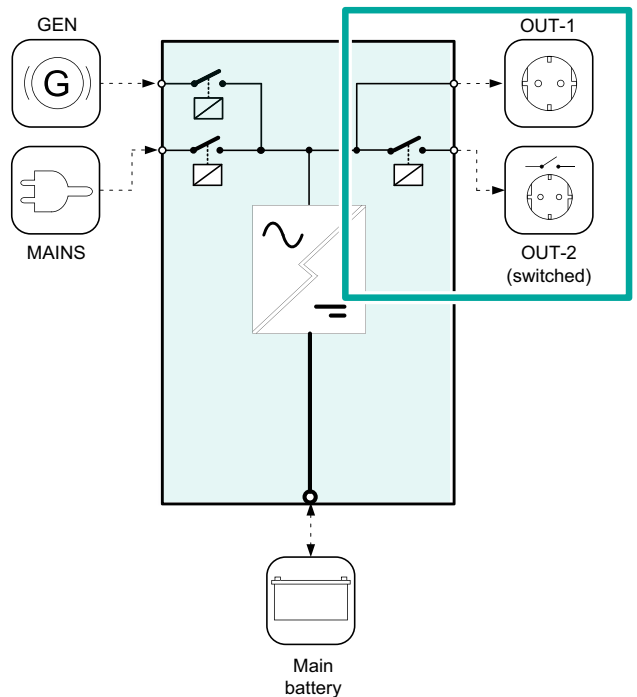 GEN
OUT-1
G
MAINS
OUT-2
(switched)
Main
battery